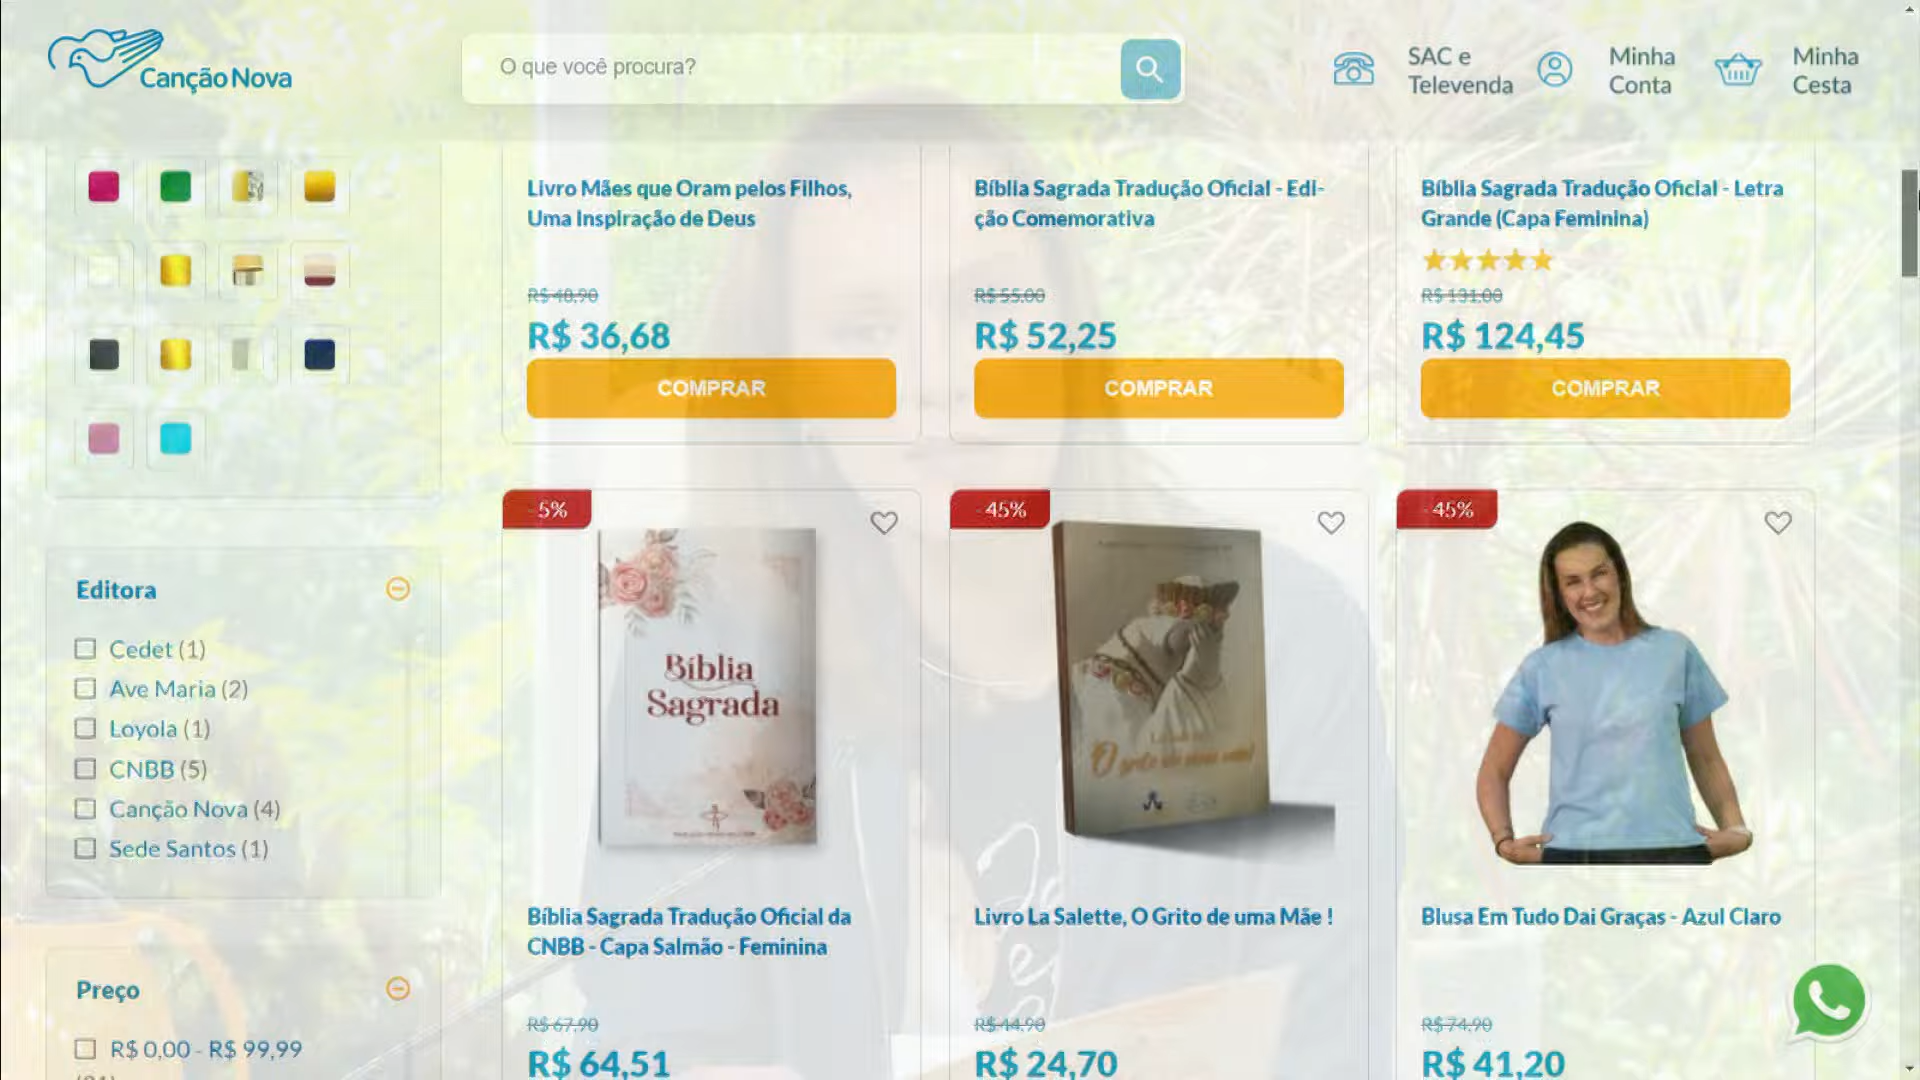 Canção Nova
O que você procura?
SAC e
Televenda
Minha
Conta
Minha
Cesta
Livro Mães que Oram pelos Filhos,
Uma Inspiração de Deus
R$ 36,68
COMPRAR
Bíblia Sagrada Tradução Oficial - Edi-
ção Comemorativa
R$ 55,00
R$ 52,25
COMPRAR
Bíblia Sagrada Tradução Oficial - Letra
Grande (Capa Feminina)
R$ 131,00
R$ 124,45
COMPRAR
Editora
Cedet (1)
Ave Maria (2)
Loyola (1)
CNBB (5)
Canção Nova (4)
Sede Santos (1)
Preço
R$ 0,00 - R$ 99,99
- 5%
Bíblia
Sagrada
Bíblia Sagrada Tradução Oficial da
CNBB - Capa Salmão - Feminina
R$ 67,90
R$ 64,51
- 45%
O grito de uma mãe!
Livro La Salette, O Grito de uma Mãe !
R$ 44,90
R$ 24,70
- 45%
Blusa Em Tudo Dai Graças - Azul Claro
R$ 74,90
R$ 41,20